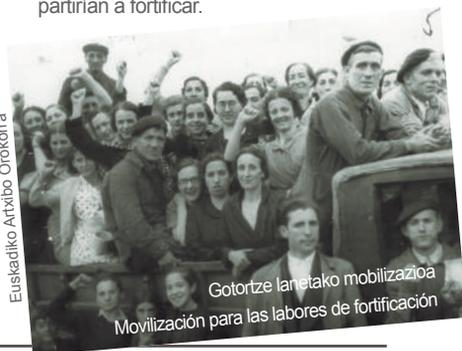 partirían a fortificar.
Euskadiko Artxibo Orokorra
Gotortze lanetako mobilizazioa
Movilización para las labores de fortificación